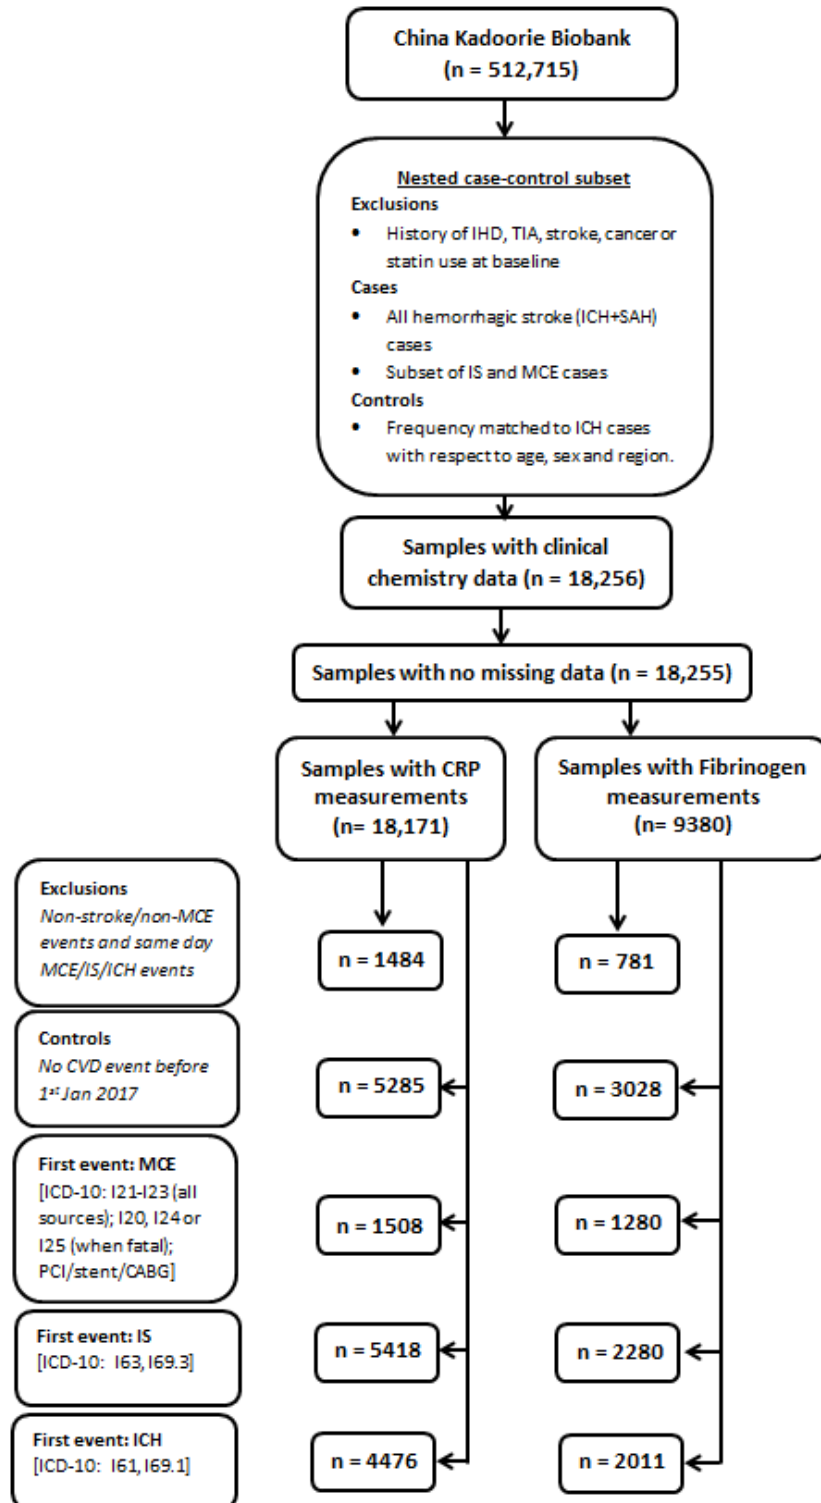 China Kadoorie Biobank
(n = 512,715)
Nested case-control subset
Exclusions
• History of IHD, TIA, stroke, cancer or
statin use at baseline
Cases
• All hemorrhagic stroke (ICH+SAH)
cases
• Subset of IS and MCE cases
Controls
• Frequency matched to ICH cases
with respect to age, sex and region.
Samples with clinical
chemistry data (n = 18,256)
Samples with no missing data (n = 18,255)
Samples with CRP
measurements
(n= 18,171)
Samples with Fibrinogen
measurements
(n= 9380)
Exclusions
Non-stroke/non-MCE
events and same day
MCE/IS/ICH events
n = 1484
n = 781
Controls
No CVD event before
1st Jan 2017
n = 5285
n = 3028
First event: MCE
[ICD-10: I21-I23 (all
sources); I20, I24 or
I25 (when fatal);
PCI/stent/CABG]
n = 1508
n = 1280
First event: IS
[ICD-10: I63, I69.3]
n = 5418
n = 2280
First event: ICH
[ICD-10: I61, I69.1]
n = 4476
n = 2011